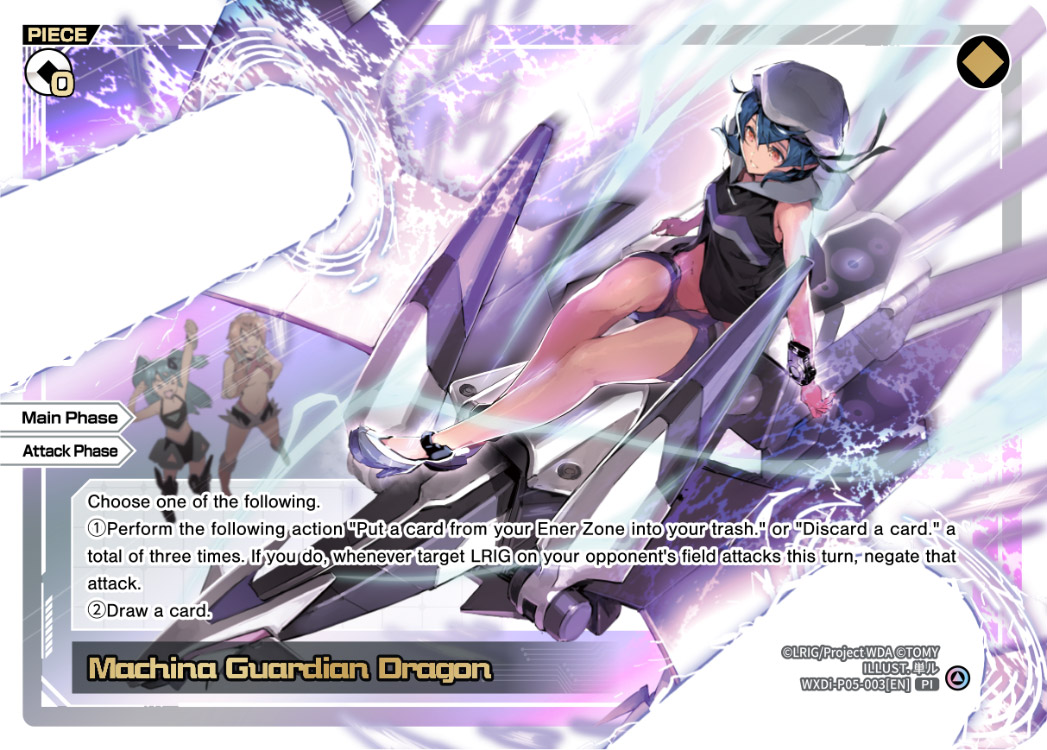 PIECE
0
Main Phase
Attack Phase
Choose one of the following.
①Perform the following action "Put a card from your Ener Zone into your trash." or "Discard a card." a
total of three times. If you do, whenever target LRIG on your opponent's field attacks this turn, negate that
attack.
②Draw a card.
Machina Guardian Dragon
©LRIG/Project WDA ©TOMY
ILLUST. 単ル
WXDi-P05-003[EN] PI